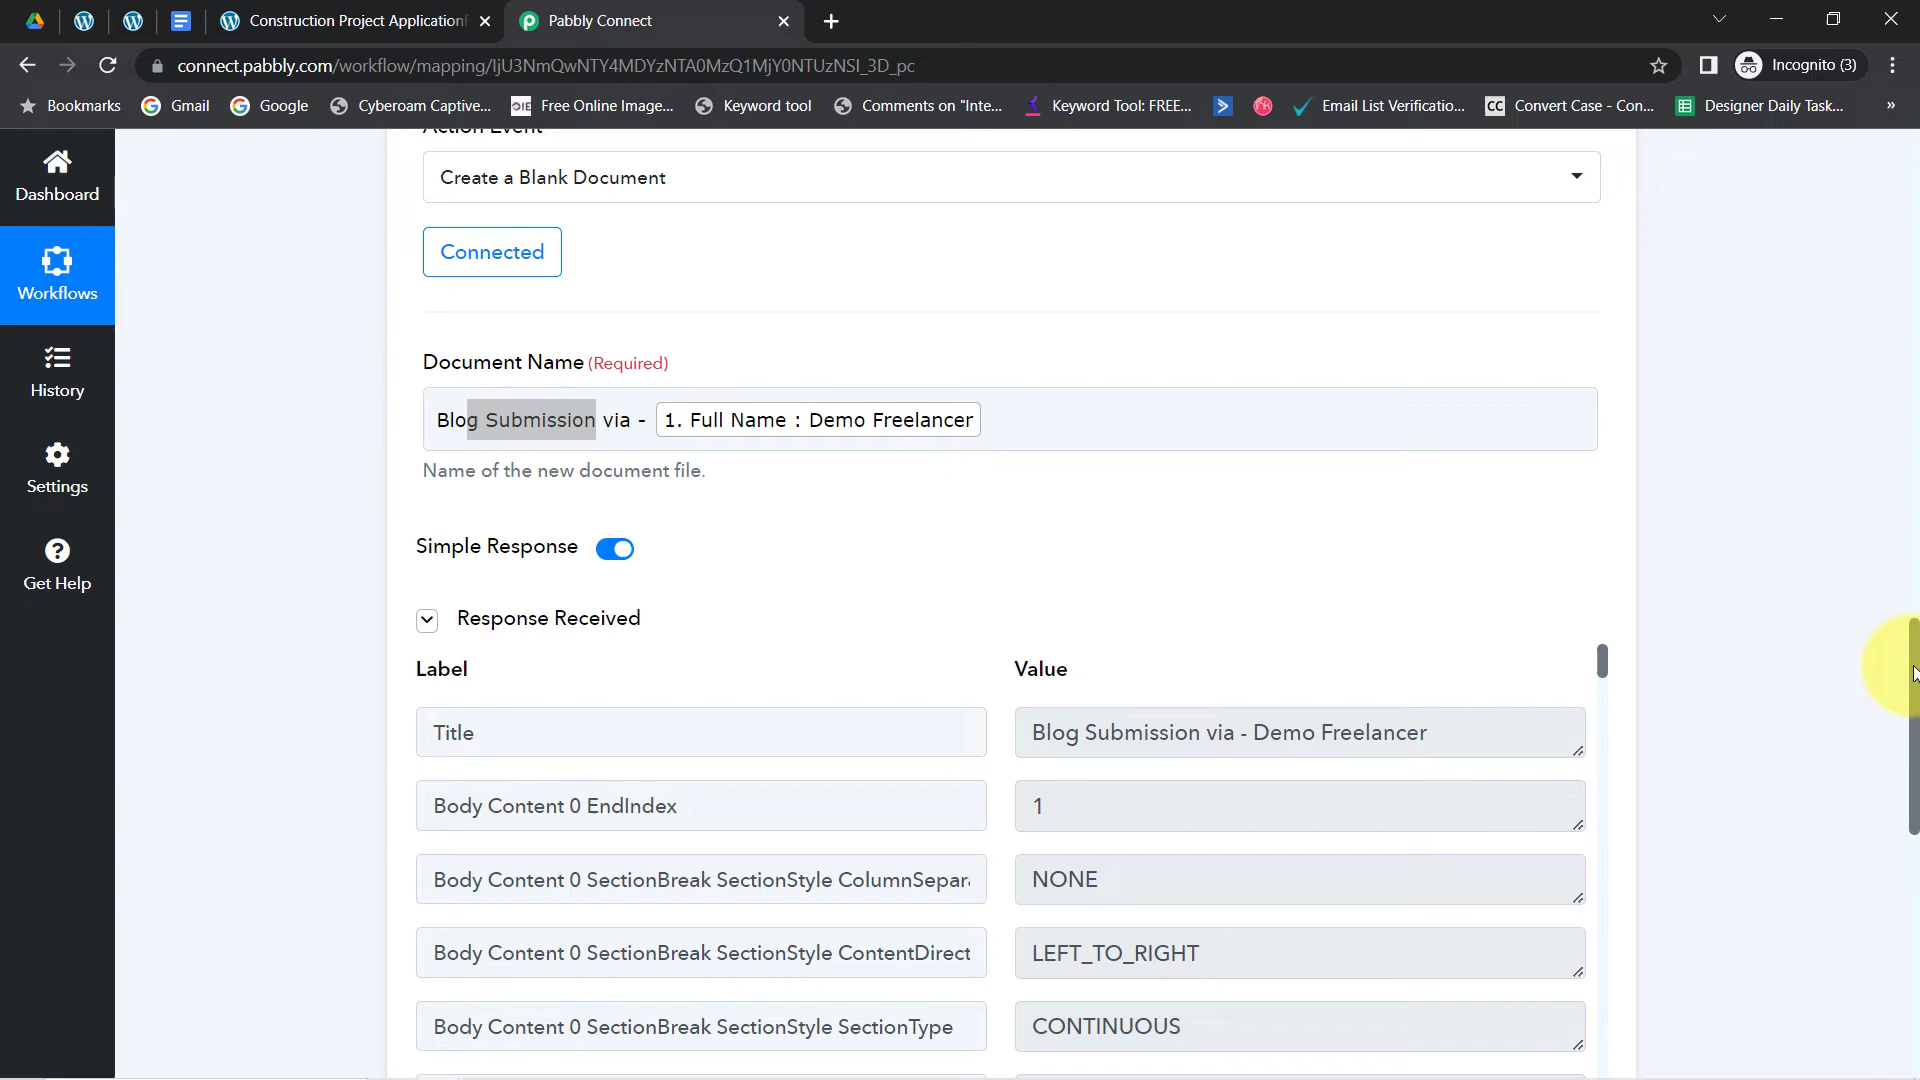 Construction Project Application
Pabbly Connect
connect.pabbly.com/workflow/mapping/IjU3NmQwNTY4MDYzNTA0MzQ1MjY0NTUzNSI_3D_pc
Incognito (3)
Bookmarks
Gmail
Google
Cyberoam Captive...
OIE
Free Online Image...
Keyword tool
Comments on "Inte...
Keyword Tool: FREE...
Email List Verificatio...
CC
Convert Case - Con...
Designer Daily Task...
»
Action Event
Dashboard
Create a Blank Document
Connected
Workflows
Document Name (Required)
History
Blog Submission via - 1. Full Name : Demo Freelancer
Name of the new document file.
Settings
Simple Response
Get Help
Response Received
Label
Value
Title
Blog Submission via - Demo Freelancer
Body Content 0 EndIndex
1
Body Content 0 SectionBreak SectionStyle ColumnSepar
NONE
Body Content 0 SectionBreak SectionStyle ContentDirect
LEFT_TO_RIGHT
Body Content 0 SectionBreak SectionStyle SectionType
CONTINUOUS